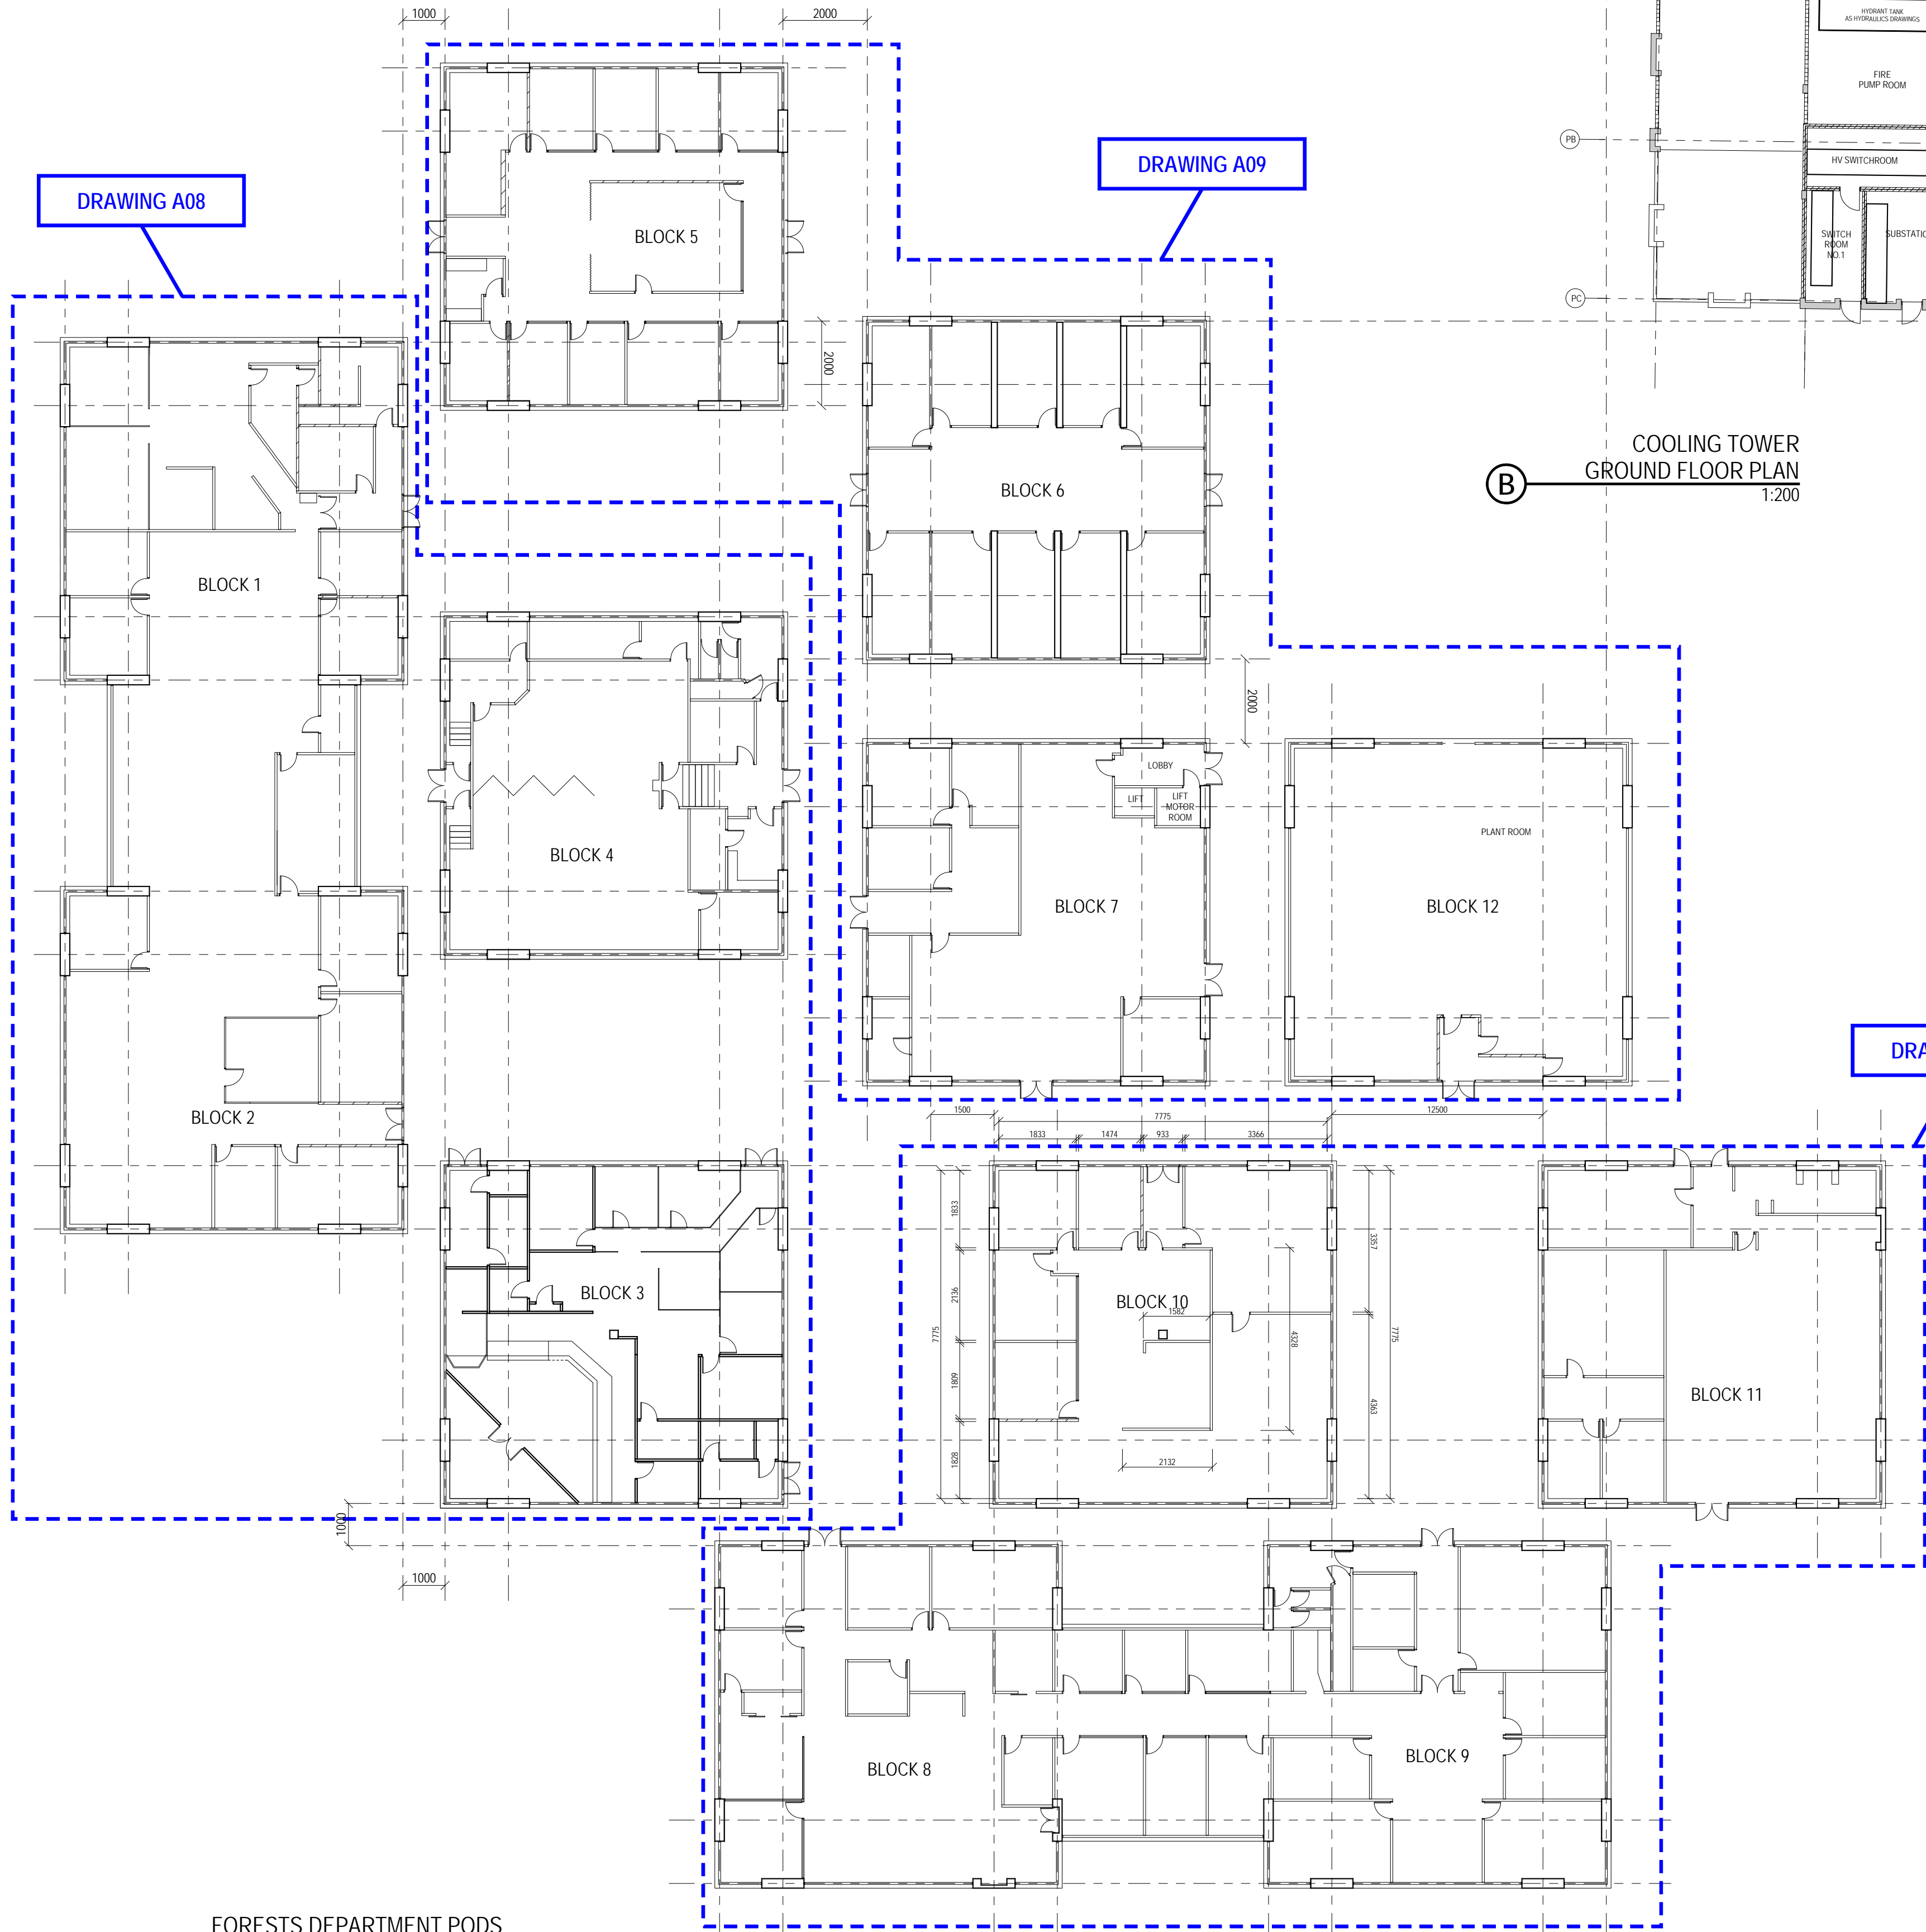 1000
2000
HYDRANT TANK
AS HYDRAULICS DRAWINGS
FIRE
PUMP ROOM
PB
HV SWITCHROOM
SWITCH
ROOM
NO.1
SUBSTATIO
PC
DRAWING A08
DRAWING A09
BLOCK 5
2000
COOLING TOWER
GROUND FLOOR PLAN
B
1:200
BLOCK 6
BLOCK 1
2000
LOBBY
LIFT
LIFT
MOTOR
ROOM
PLANT ROOM
BLOCK 4
BLOCK 7
BLOCK 12
DRA
BLOCK 2
1500
7775
12500
1833
1474
933
3366
1833
3357
BLOCK 3
2136
BLOCK 10
1582
7775
4328
7775
1809
4363
BLOCK 11
1828
2132
1000
1000
BLOCK 8
BLOCK 9
FORESTS DEPARTMENT PODS